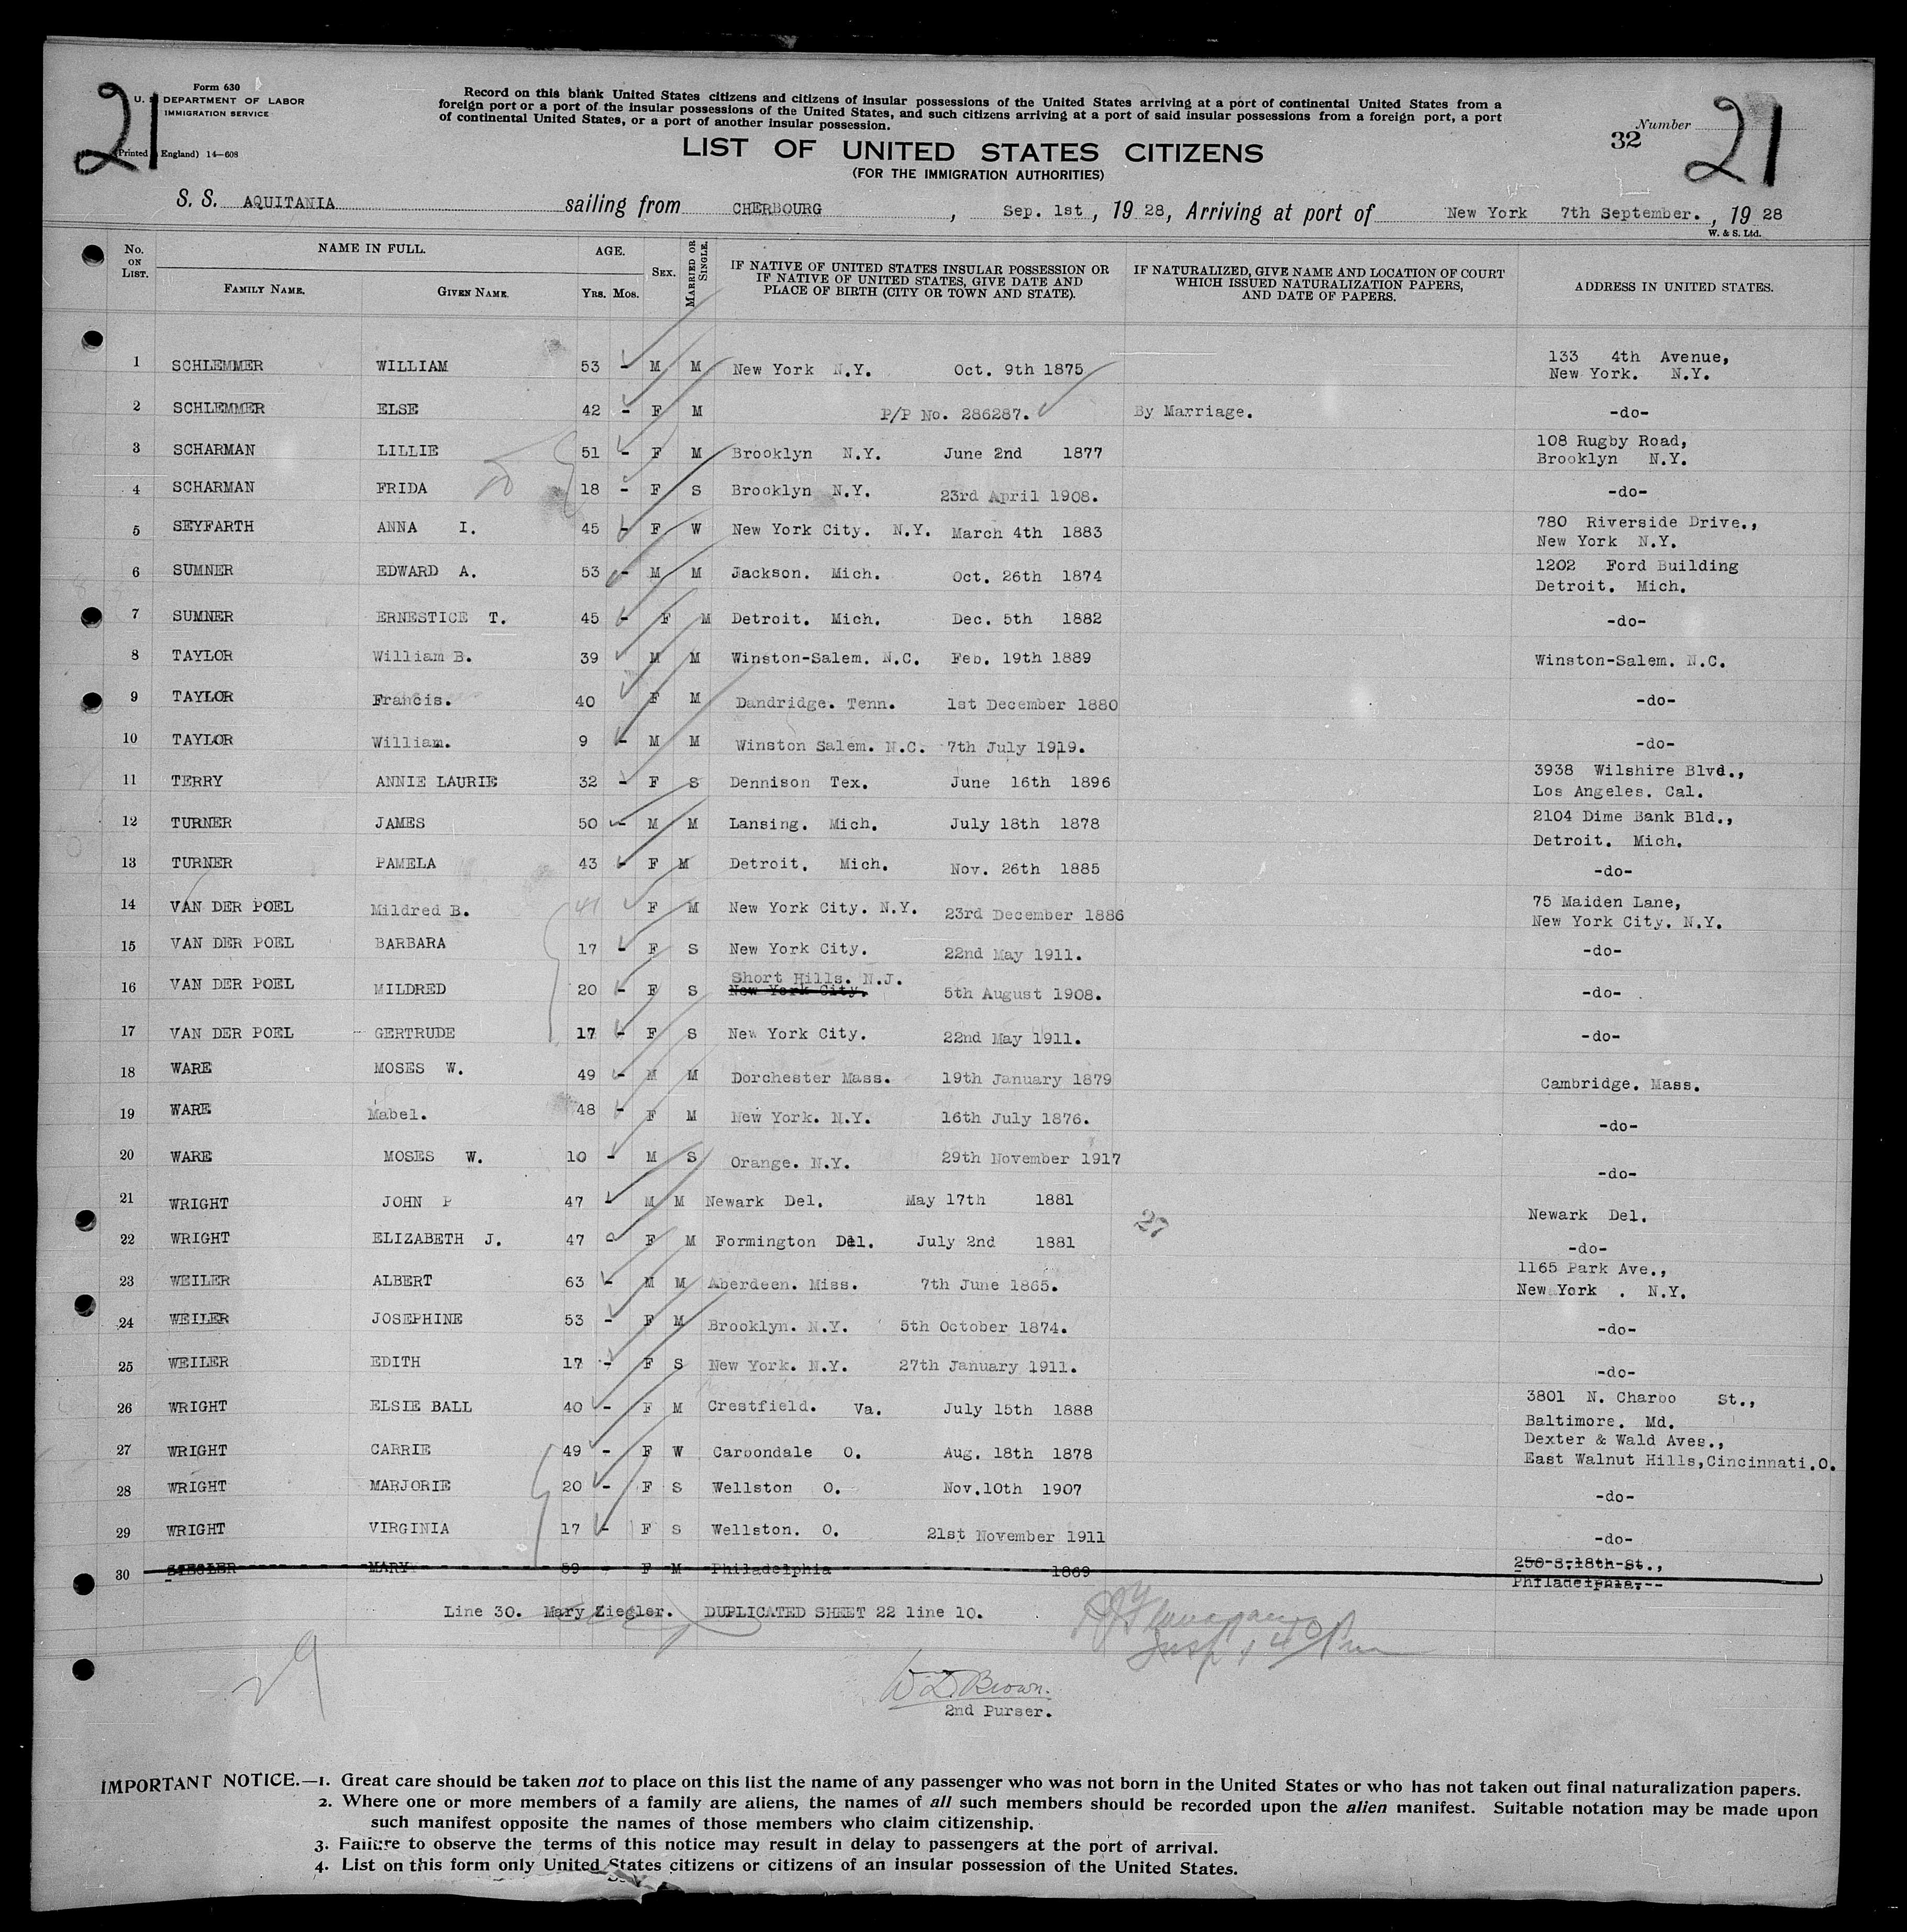 21
Form 630
U. S. DEPARTMENT OF LABOR
IMMIGRATION SERVICE
(Printed in England) 14—608
Record on this blank United States citizens and citizens of insular possessions of the United States arriving at a port of continental United States from a
foreign port or a port of the insular possessions of the United States, and such citizens arriving at a port of said insular possessions from a foreign port, a port
of continental United States, or a port of another insular possession.
LIST OF UNITED STATES CITIZENS
(FOR THE IMMIGRATION AUTHORITIES)
32 Number 21
S. S. AQUITANIA sailing from CHERBOURG, Sep. 1st, 19 28, Arriving at port of New York 7th September., 19 28
W. & S. Ltd.
No. ON LIST. NAME IN FULL. AGE. SEX. MARRIED OR SINGLE. IF NATIVE OF UNITED STATES INSULAR POSSESSION OR IF NATIVE OF UNITED STATES, GIVE DATE AND PLACE OF BIRTH (CITY OR TOWN AND STATE). IF NATURALIZED, GIVE NAME AND LOCATION OF COURT WHICH ISSUED NATURALIZATION PAPERS, AND DATE OF PAPERS. ADDRESS IN UNITED STATES.
FAMILY NAME. GIVEN NAME. YRS. MOS.
1 SCHLEMMER WILLIAM 53 - M M New York N.Y. Oct. 9th 1875 133 4th Avenue, New York. N.Y.
2 SCHLEMMER ELSE 42 - F M P/P No. 286287. By Marriage. -do-
3 SCHARMAN LILLIE 51 - F M Brooklyn N.Y. June 2nd 1877 108 Rugby Road, Brooklyn N.Y.
4 SCHARMAN FRIDA 18 - F S Brooklyn N.Y. 23rd April 1908. -do-
5 SEYFARTH ANNA I. 45 - F W New York City. N.Y. March 4th 1883 780 Riverside Drive., New York N.Y.
6 SUMNER EDWARD A. 53 - M M Jackson. Mich. Oct. 26th 1874 1202 Ford Building Detroit. Mich.
7 SUMNER ERNESTICE T. 45 - F M Detroit. Mich. Dec. 5th 1882 -do-
8 TAYLOR William B. 39 M M Winston-Salem. N.C. Feb. 19th 1889 Winston-Salem. N.C.
9 TAYLOR Francis. 40 F M Dandridge. Tenn. 1st December 1880 -do-
10 TAYLOR William. 9 - M M Winston Salem. N.C. 7th July 1919. -do-
11 TERRY ANNIE LAURIE 32 - F S Dennison Tex. June 16th 1896 3938 Wilshire Blvd., Los Angeles. Cal.
12 TURNER JAMES 50 - M M Lansing. Mich. July 18th 1878 2104 Dime Bank Bld., Detroit. Mich.
13 TURNER PAMELA 43 - F M Detroit. Mich. Nov. 26th 1885 -do-
14 VAN DER POEL Mildred B. 41 F M New York City. N.Y. 23rd December 1886 75 Maiden Lane, New York City. N.Y.
15 VAN DER POEL BARBARA 17 - F S New York City. 22nd May 1911. -do-
16 VAN DER POEL MILDRED 20 - F S Short Hills. N.J. New York City. 5th August 1908. -do-
17 VAN DER POEL GERTRUDE 17 - F S New York City. 22nd May 1911. -do-
18 WARE MOSES W. 49 - M M Dorchester Mass. 19th January 1879 Cambridge. Mass.
19 WARE Mabel. 48 - F M New York. N.Y. 16th July 1876. -do-
20 WARE MOSES W. 10 - M S Orange. N.Y. 29th November 1917 -do-
21 WRIGHT JOHN P 47 - M M Newark Del. May 17th 1881 Newark Del.
27
22 WRIGHT ELIZABETH J. 47 F M Formington Del. July 2nd 1881 -do-
23 WEILER ALBERT 63 - M M Aberdeen. Miss. 7th June 1865. 1165 Park Ave., New York . N.Y.
24 WEILER JOSEPHINE 53 - F M Brooklyn. N.Y. 5th October 1874. -do-
25 WEILER EDITH 17 - F S New York. N.Y. 27th January 1911. -do-
26 WRIGHT ELSIE BALL 40 - F M Crestfield. Va. July 15th 1888 3801 N. Charoo St., Baltimore. Md.
27 WRIGHT CARRIE 49 - F W Carbondale O. Aug. 18th 1878 Dexter & Wald Aves., East Walnut Hills,Cincinnati.O.
28 WRIGHT MARJORIE 20 - F S Wellston O. Nov.10th 1907 -do-
29 WRIGHT VIRGINIA 17 - F S Wellston. O. 21st November 1911 -do-
30 ZIEGLER MARY 59 - F M Philadelphia 1869 250-S.18th-St., Philadelphia.--
Line 30. Mary Ziegler. DUPLICATED SHEET 22 line 10.
29
W D. Brown.
2nd Purser.
IMPORTANT NOTICE.—1. Great care should be taken not to place on this list the name of any passenger who was not born in the United States or who has not taken out final naturalization papers.
2. Where one or more members of a family are aliens, the names of all such members should be recorded upon the alien manifest. Suitable notation may be made upon
such manifest opposite the names of those members who claim citizenship.
3. Failure to observe the terms of this notice may result in delay to passengers at the port of arrival.
4. List on this form only United States citizens or citizens of an insular possession of the United States.